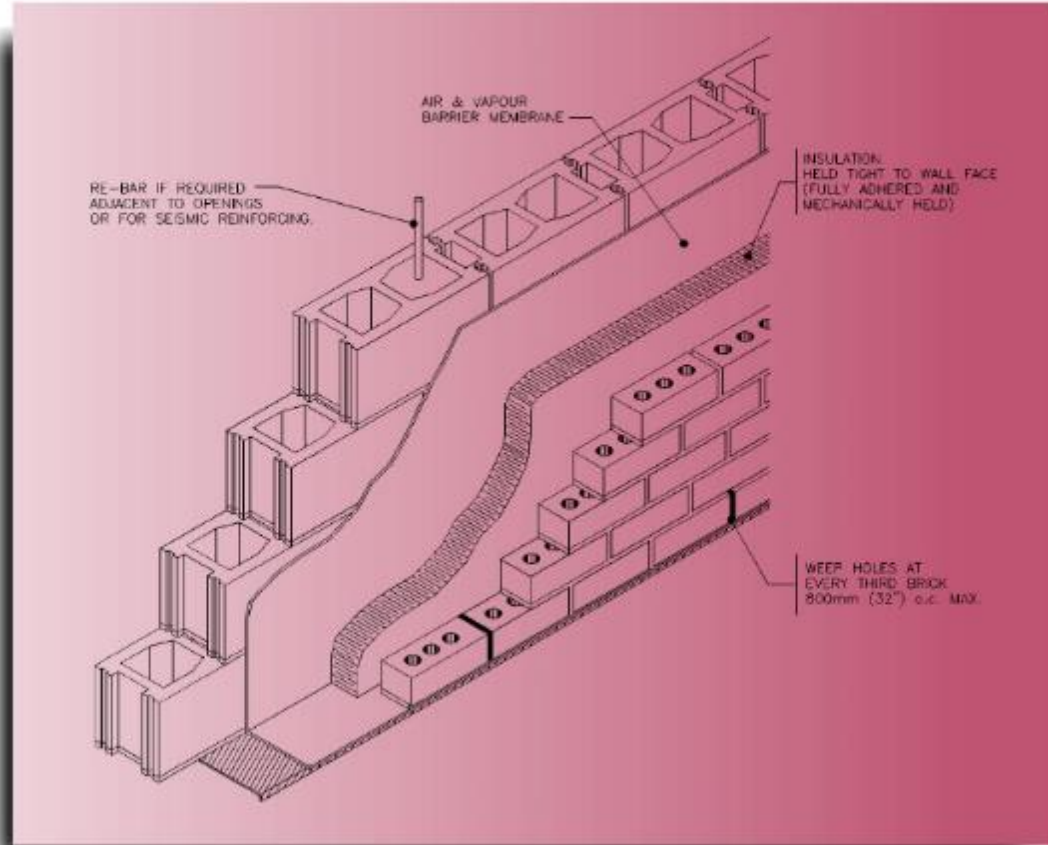 AIR & VAPOUR
BARRIER MEMBRANE
INSULATION
HELD TIGHT TO WALL FACE
(FULLY ADHERED AND
MECHANICALLY HELD)
RE-BAR IF REQUIRED
ADJACENT TO OPENINGS
OR FOR SEISMIC REINFORCING.
WEEP HOLES AT
EVERY THIRD BRICK
800mm (32") o.c. MAX.